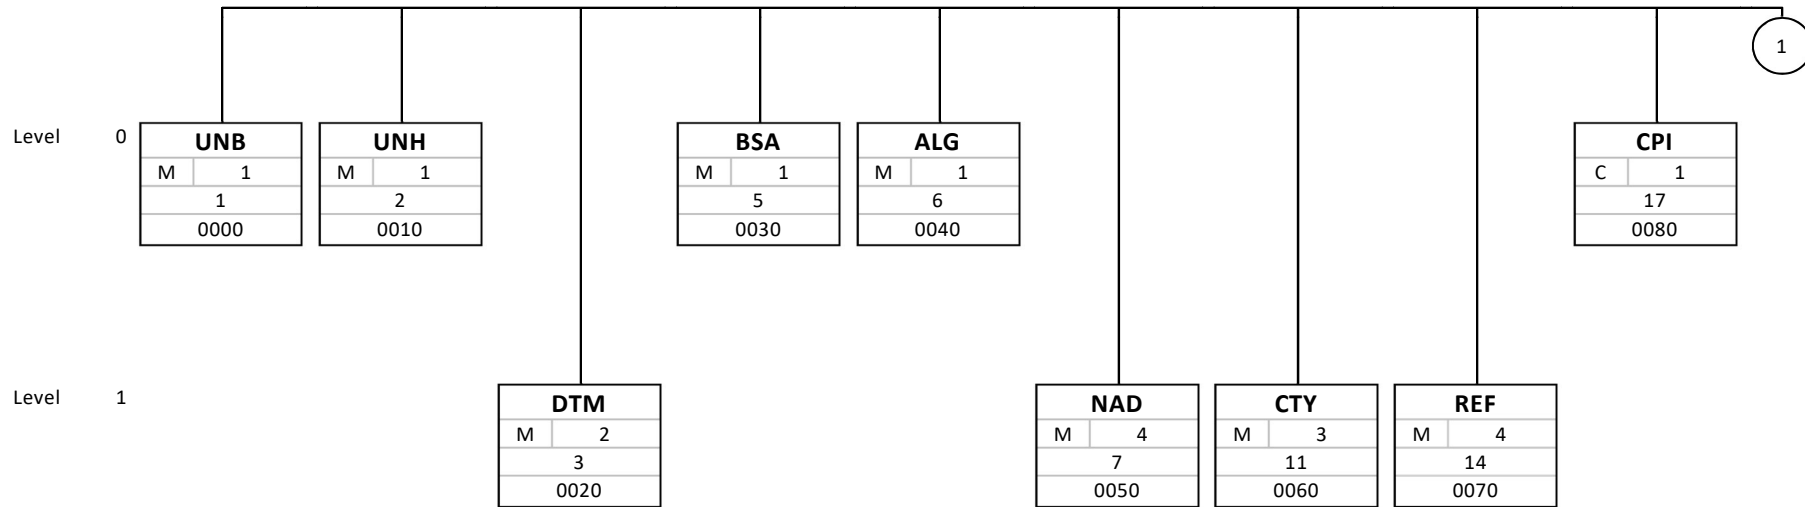 1
Level 0
UNB UNH BSA ALG CPI
M 1 M 1 M 1 M 1 C 1
1 2 5 6 17
0000 0010 0030 0040 0080
Level 1
DTM NAD CTY REF
M 2 M 4 M 3 M 4
3 7 11 14
0020 0050 0060 0070